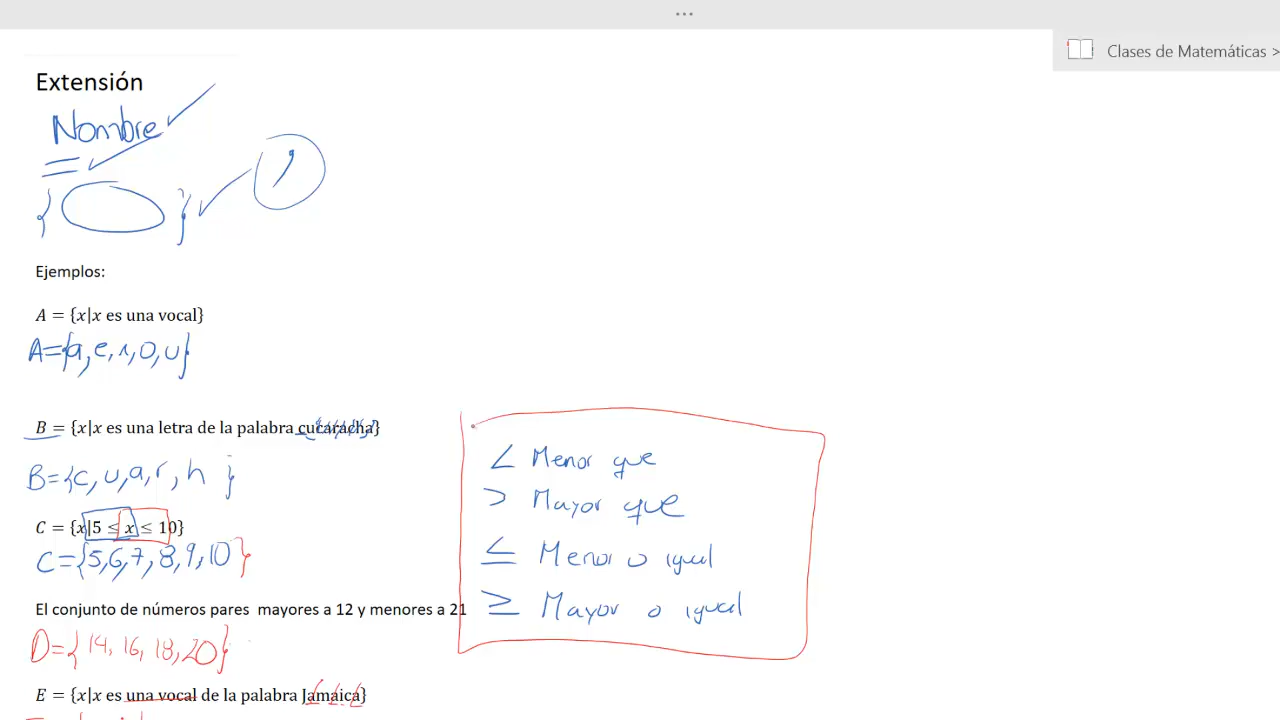 ...
Clases de Matemáticas >
Extensión
Nombre
=
{ } ,
Ejemplos:
A = {x|x es una vocal}
A={a,e,i,o,u}
B = {x|x es una letra de la palabra cucaracha}
B={c,u,a,r,h }
C = {x|5 ≤ x ≤ 10}
C={5,6,7,8,9,10}
El conjunto de números pares mayores a 12 y menores a 21
D={14,16,18,20}
E = {x|x es una vocal de la palabra Jamaica}
< Menor que
> Mayor que
≤ Menor o igual
≥ Mayor o igual